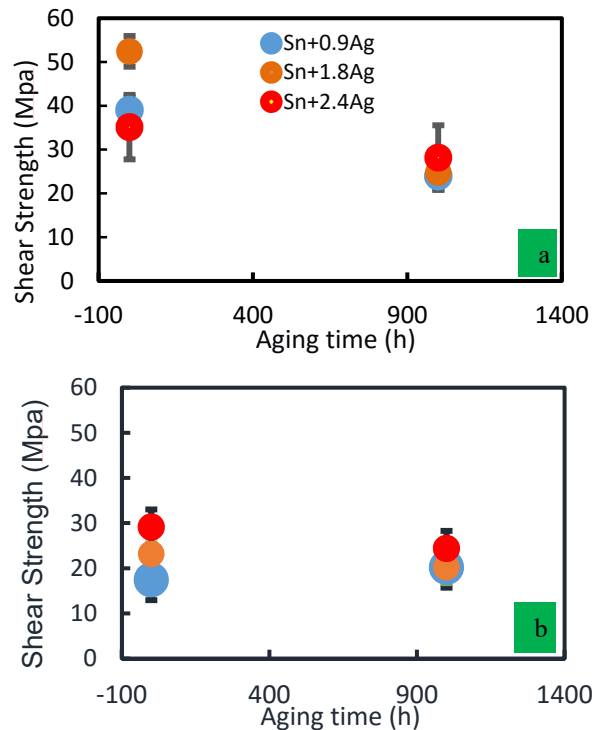 60
50
40
30
20
10
0
Shear Strength (Mpa)
Sn+0.9Ag
Sn+1.8Ag
Sn+2.4Ag
a
-100 400 900 1400
Aging time (h)
60
50
40
30
20
10
0
Shear Strength (Mpa)
b
-100 400 900 1400
Aging time (h)